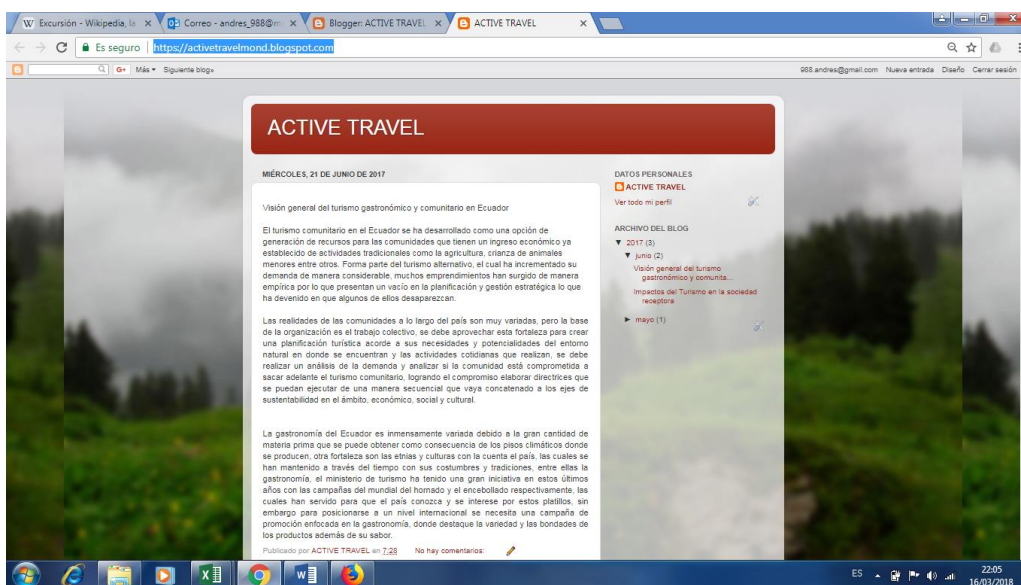 Excursión - Wikipedia, la
Correo - andres_988@
Blogger: ACTIVE TRAVEL
ACTIVE TRAVEL
Es seguro | https://activetravelmond.blogspot.com
G+ Más Siguiente blog»
988.andres@gmail.com Nueva entrada Diseño Cerrar sesión
ACTIVE TRAVEL
MIÉRCOLES, 21 DE JUNIO DE 2017
Visión general del turismo gastronómico y comunitario en Ecuador
El turismo comunitario en el Ecuador se ha desarrollado como una opción de
generación de recursos para las comunidades que tienen un ingreso económico ya
establecido de actividades tradicionales como la agricultura, crianza de animales
menores entre otros. Forma parte del turismo alternativo, el cual ha incrementado su
demanda de manera considerable, muchos emprendimientos han surgido de manera
empírica por lo que presentan un vacío en la planificación y gestión estratégica lo que
ha devenido en que algunos de ellos desaparezcan.
Las realidades de las comunidades a lo largo del país son muy variadas, pero la base
de la organización es el trabajo colectivo, se debe aprovechar esta fortaleza para crear
una planificación turística acorde a sus necesidades y potencialidades del entorno
natural en donde se encuentran y las actividades cotidianas que realizan, se debe
realizar un análisis de la demanda y analizar si la comunidad está comprometida a
sacar adelante el turismo comunitario, logrando el compromiso elaborar directrices que
se puedan ejecutar de una manera secuencial que vaya concatenado a los ejes de
sustentabilidad en el ámbito, económico, social y cultural.
La gastronomía del Ecuador es inmensamente variada debido a la gran cantidad de
materia prima que se puede obtener como consecuencia de los pisos climáticos donde
se producen, otra fortaleza son las etnias y culturas con la cuenta el país, las cuales se
han mantenido a través del tiempo con sus costumbres y tradiciones, entre ellas la
gastronomía, el ministerio de turismo ha tenido una gran iniciativa en estos últimos
años con las campañas del mundial del hornado y el encebollado respectivamente, las
cuales han servido para que el país conozca y se interese por estos platillos, sin
embargo para posicionarse a un nivel internacional se necesita una campaña de
promoción enfocada en la gastronomía, donde destaque la variedad y las bondades de
los productos además de su sabor.
Publicado por ACTIVE TRAVEL en 7:28 No hay comentarios:
DATOS PERSONALES
ACTIVE TRAVEL
Ver todo mi perfil
ARCHIVO DEL BLOG
▼ 2017 (3)
▼ junio (2)
Visión general del turismo
gastronómico y comunita...
Impactos del Turismo en la sociedad
receptora
► mayo (1)
ES
22:05
16/03/2018